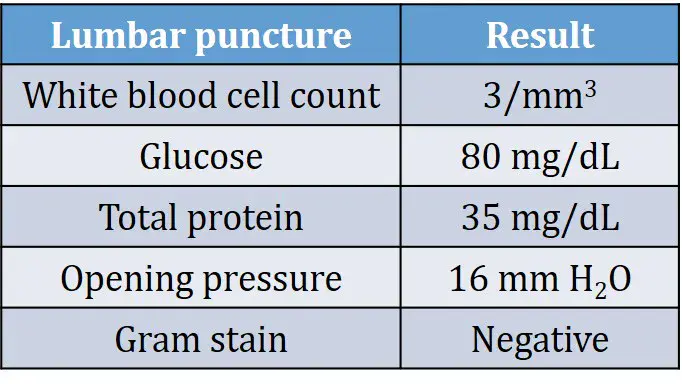 Lumbar puncture Result
White blood cell count 3/mm³
Glucose 80 mg/dL
Total protein 35 mg/dL
Opening pressure 16 mm H₂O
Gram stain Negative